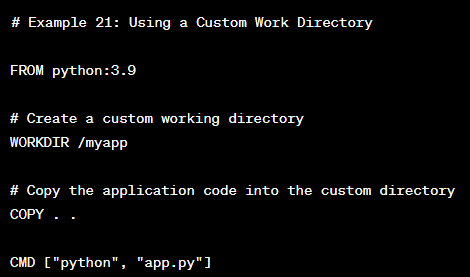 # Example 21: Using a Custom Work Directory
FROM python:3.9
# Create a custom working directory
WORKDIR /myapp
# Copy the application code into the custom directory
COPY . .
CMD ["python", "app.py"]